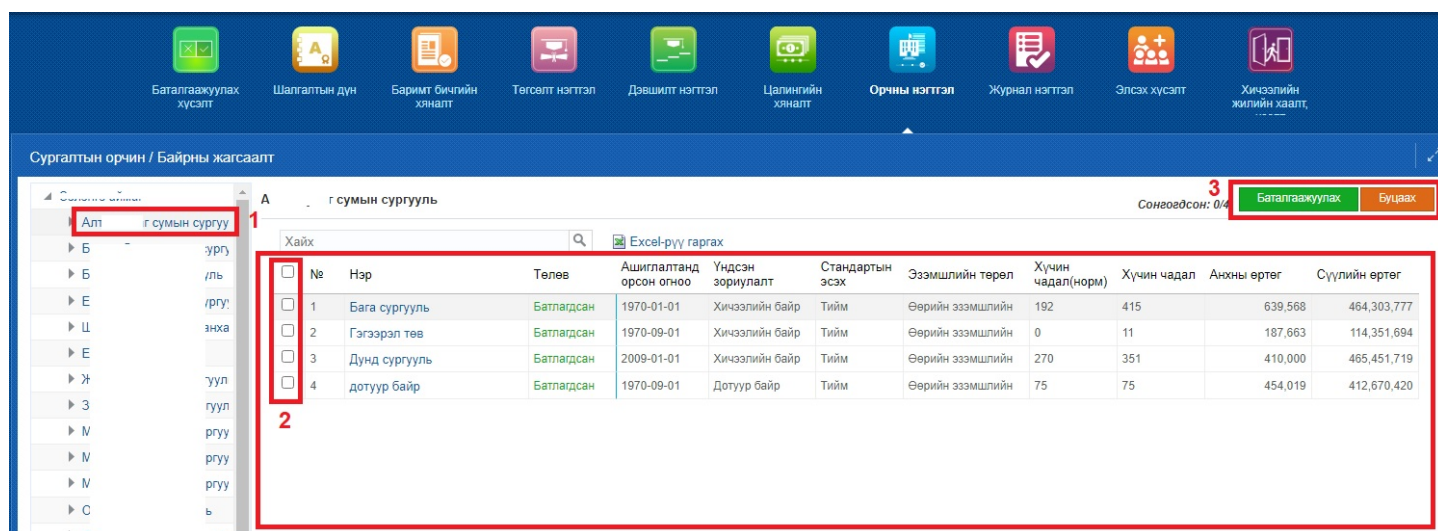 Баталгаажуулах
хүсэлт
Шалгалтын дүн
Баримт бичгийн
хяналт
Төгсөлт нэгтгэл
Дэвшилт нэгтгэл
Цалингийн
хяналт
Орчны нэгтгэл
Журнал нэгтгэл
Элсэх хүсэлт
Хичээлийн
жилийн хаалт,
Сургалтын орчин / Байрны жагсаалт
1
сумын сургуу
сумын сургууль
Сонгогдсон: 0/4
3
Баталгаажуулах
Буцаах
Хайх
Excel-рүү гаргах
№ Нэр Төлөв Ашиглалтанд орсон огноо Үндсэн зориулалт Стандартын эсэх Эзэмшлийн төрөл Хүчин чадал(норм) Хүчин чадал Анхны өртөг Сүүлийн өртөг
1 Бага сургууль Батлагдсан 1970-01-01 Хичээлийн байр Тийм Өөрийн эзэмшлийн 192 415 639,568 464,303,777
2 Гэгээрэл төв Батлагдсан 1970-09-01 Хичээлийн байр Тийм Өөрийн эзэмшлийн 0 11 187,663 114,351,694
3 Дунд сургууль Батлагдсан 2009-01-01 Хичээлийн байр Тийм Өөрийн эзэмшлийн 270 351 410,000 465,451,719
4 дотуур байр Батлагдсан 1970-09-01 Дотуур байр Тийм Өөрийн эзэмшлийн 75 75 454,019 412,670,420
2